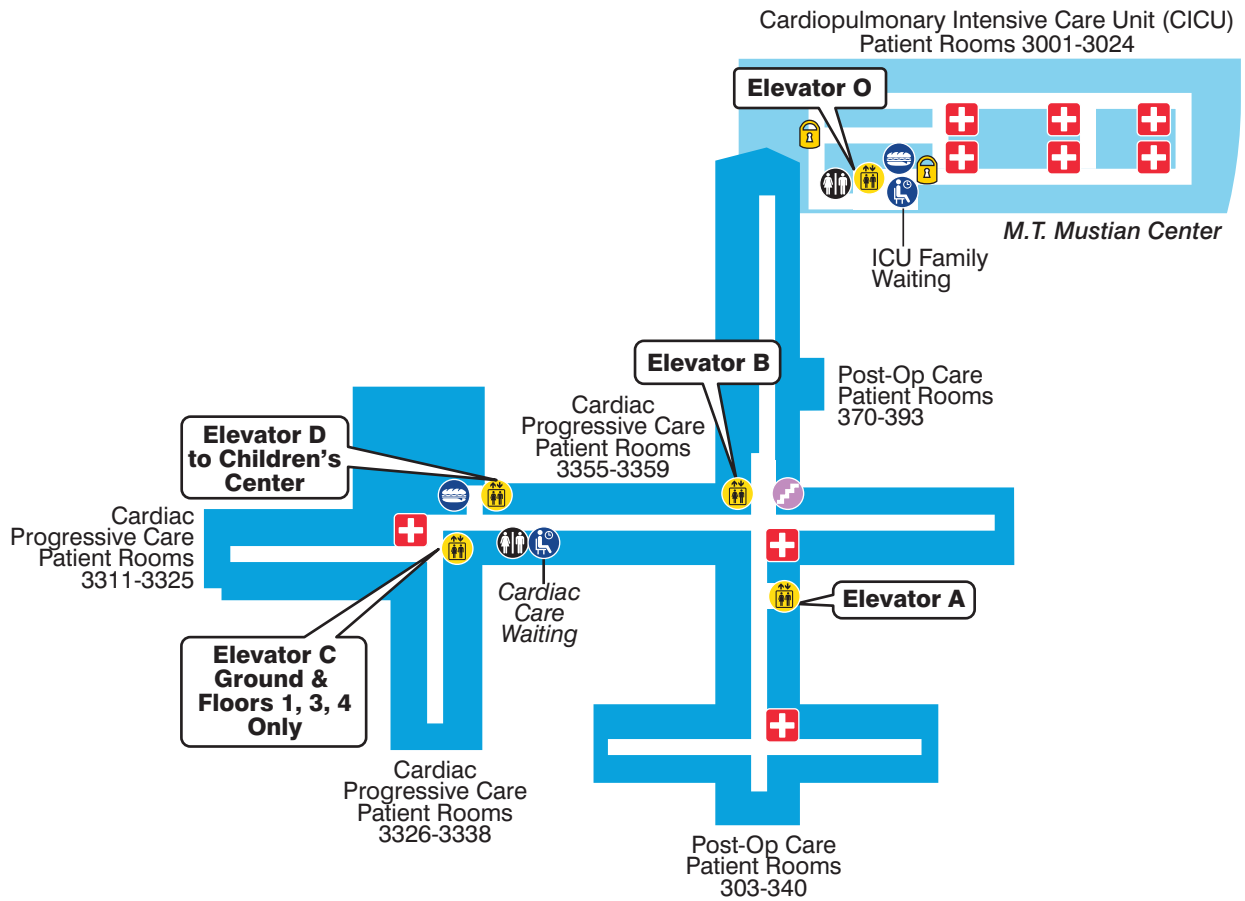 Cardiopulmonary Intensive Care Unit (CICU)
Patient Rooms 3001-3024
Elevator O
M.T. Mustian Center
ICU Family
Waiting
Elevator B
Post-Op Care
Patient Rooms
370-393
Cardiac
Progressive Care
Patient Rooms
3355-3359
Elevator D
to Children's
Center
Cardiac
Progressive Care
Patient Rooms
3311-3325
Cardiac
Care
Waiting
Elevator A
Elevator C
Ground &
Floors 1, 3, 4
Only
Cardiac
Progressive Care
Patient Rooms
3326-3338
Post-Op Care
Patient Rooms
303-340